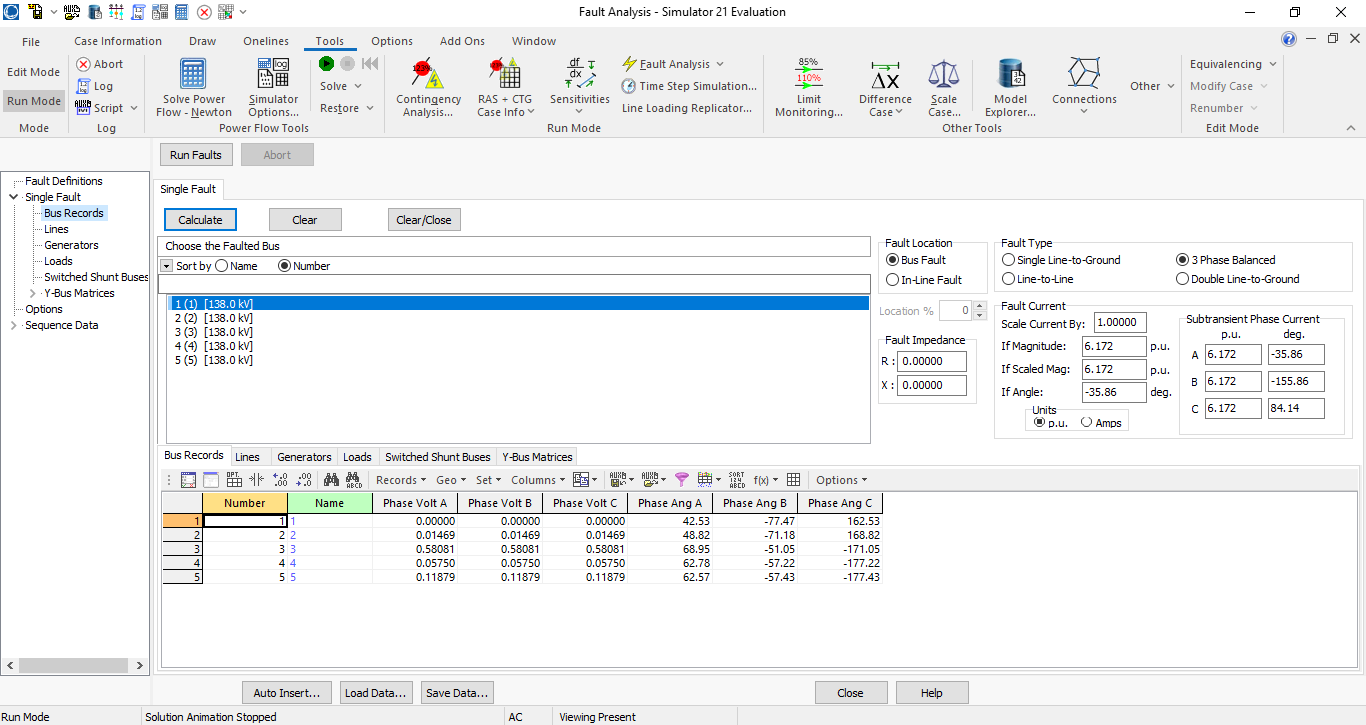 Fault Analysis - Simulator 21 Evaluation
File Case Information Draw Onelines Tools Options Add Ons Window
Edit Mode
Run Mode
Mode
Abort
Log
Script
Log
Solve Power Flow - Newton
Simulator Options...
Solve
Restore
Power Flow Tools
Contingency Analysis...
RAS + CTG Case Info
Sensitivities
Fault Analysis
Time Step Simulation...
Line Loading Replicator...
Run Mode
85%
110%
Limit Monitoring...
Difference Case
Scale Case...
Model Explorer...
Connections
Other
Other Tools
Equivalencing
Modify Case
Renumber
Edit Mode
Run Faults Abort
Fault Definitions
Single Fault
Bus Records
Lines
Generators
Loads
Switched Shunt Buses
Y-Bus Matrices
Options
Sequence Data
Single Fault
Calculate Clear Clear/Close
Choose the Faulted Bus
Sort by Name Number
1 (1) [138.0 kV]
2 (2) [138.0 kV]
3 (3) [138.0 kV]
4 (4) [138.0 kV]
5 (5) [138.0 kV]
Fault Location
Bus Fault
In-Line Fault
Location % 0
Fault Impedance
R : 0.00000
X : 0.00000
Fault Type
Single Line-to-Ground 3 Phase Balanced
Line-to-Line Double Line-to-Ground
Fault Current
Scale Current By: 1.00000
If Magnitude: 6.172 p.u.
If Scaled Mag: 6.172 p.u.
If Angle: -35.86 deg.
Units
p.u. Amps
Subtransient Phase Current
p.u. deg.
A 6.172 -35.86
B 6.172 -155.86
C 6.172 84.14
Bus Records Lines Generators Loads Switched Shunt Buses Y-Bus Matrices
Records Geo Set Columns f(x) Options
Number Name Phase Volt A Phase Volt B Phase Volt C Phase Ang A Phase Ang B Phase Ang C
1 1 1 0.00000 0.00000 0.00000 42.53 -77.47 162.53
2 2 2 0.01469 0.01469 0.01469 48.82 -71.18 168.82
3 3 3 0.58081 0.58081 0.58081 68.95 -51.05 -171.05
4 4 4 0.05750 0.05750 0.05750 62.78 -57.22 -177.22
5 5 5 0.11879 0.11879 0.11879 62.57 -57.43 -177.43
Auto Insert... Load Data... Save Data... Close Help
Run Mode Solution Animation Stopped AC Viewing Present